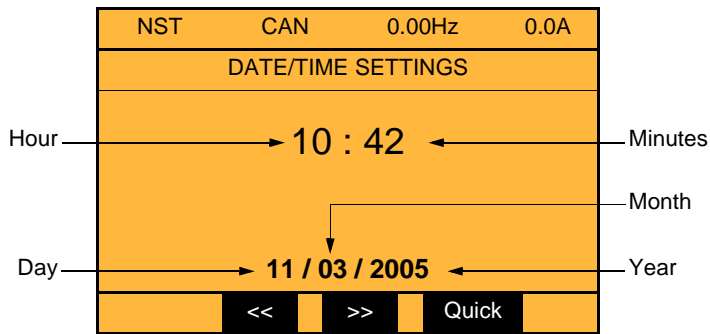 NST CAN 0.00Hz 0.0A
DATE/TIME SETTINGS
Hour 10 : 42 Minutes
Month
Day 11 / 03 / 2005 Year
<< >> Quick